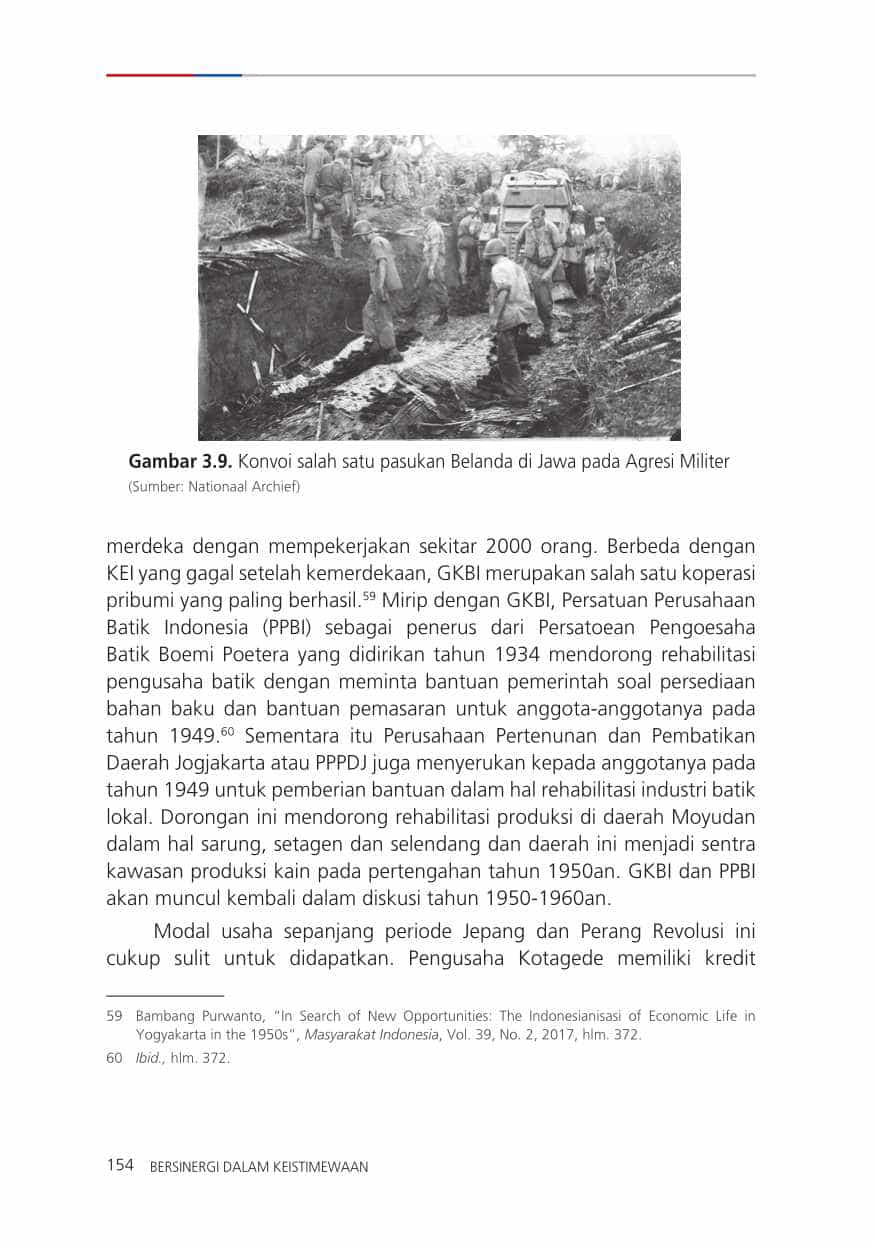 Gambar 3.9. Konvoi salah satu pasukan Belanda di Jawa pada Agresi Militer
(Sumber: Nationaal Archief)
merdeka dengan mempekerjakan sekitar 2000 orang. Berbeda dengan
KEI yang gagal setelah kemerdekaan, GKBI merupakan salah satu koperasi
pribumi yang paling berhasil.⁵⁹ Mirip dengan GKBI, Persatuan Perusahaan
Batik Indonesia (PPBI) sebagai penerus dari Persatoean Pengoesaha
Batik Boemi Poetera yang didirikan tahun 1934 mendorong rehabilitasi
pengusaha batik dengan meminta bantuan pemerintah soal persediaan
bahan baku dan bantuan pemasaran untuk anggota-anggotanya pada
tahun 1949.⁶⁰ Sementara itu Perusahaan Pertenunan dan Pembatikan
Daerah Jogjakarta atau PPPDJ juga menyerukan kepada anggotanya pada
tahun 1949 untuk pemberian bantuan dalam hal rehabilitasi industri batik
lokal. Dorongan ini mendorong rehabilitasi produksi di daerah Moyudan
dalam hal sarung, setagen dan selendang dan daerah ini menjadi sentra
kawasan produksi kain pada pertengahan tahun 1950an. GKBI dan PPBI
akan muncul kembali dalam diskusi tahun 1950-1960an.
Modal usaha sepanjang periode Jepang dan Perang Revolusi ini
cukup sulit untuk didapatkan. Pengusaha Kotagede memiliki kredit
59 Bambang Purwanto, “In Search of New Opportunities: The Indonesianisasi of Economic Life in
Yogyakarta in the 1950s”, Masyarakat Indonesia, Vol. 39, No. 2, 2017, hlm. 372.
60 Ibid., hlm. 372.
154 BERSINERGI DALAM KEISTIMEWAAN